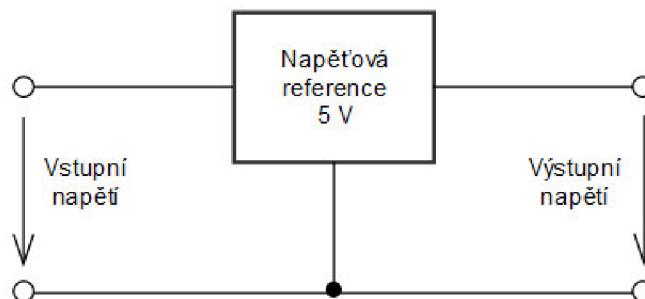 Napěťová
reference
5 V
Vstupní
napětí
Výstupní
napětí